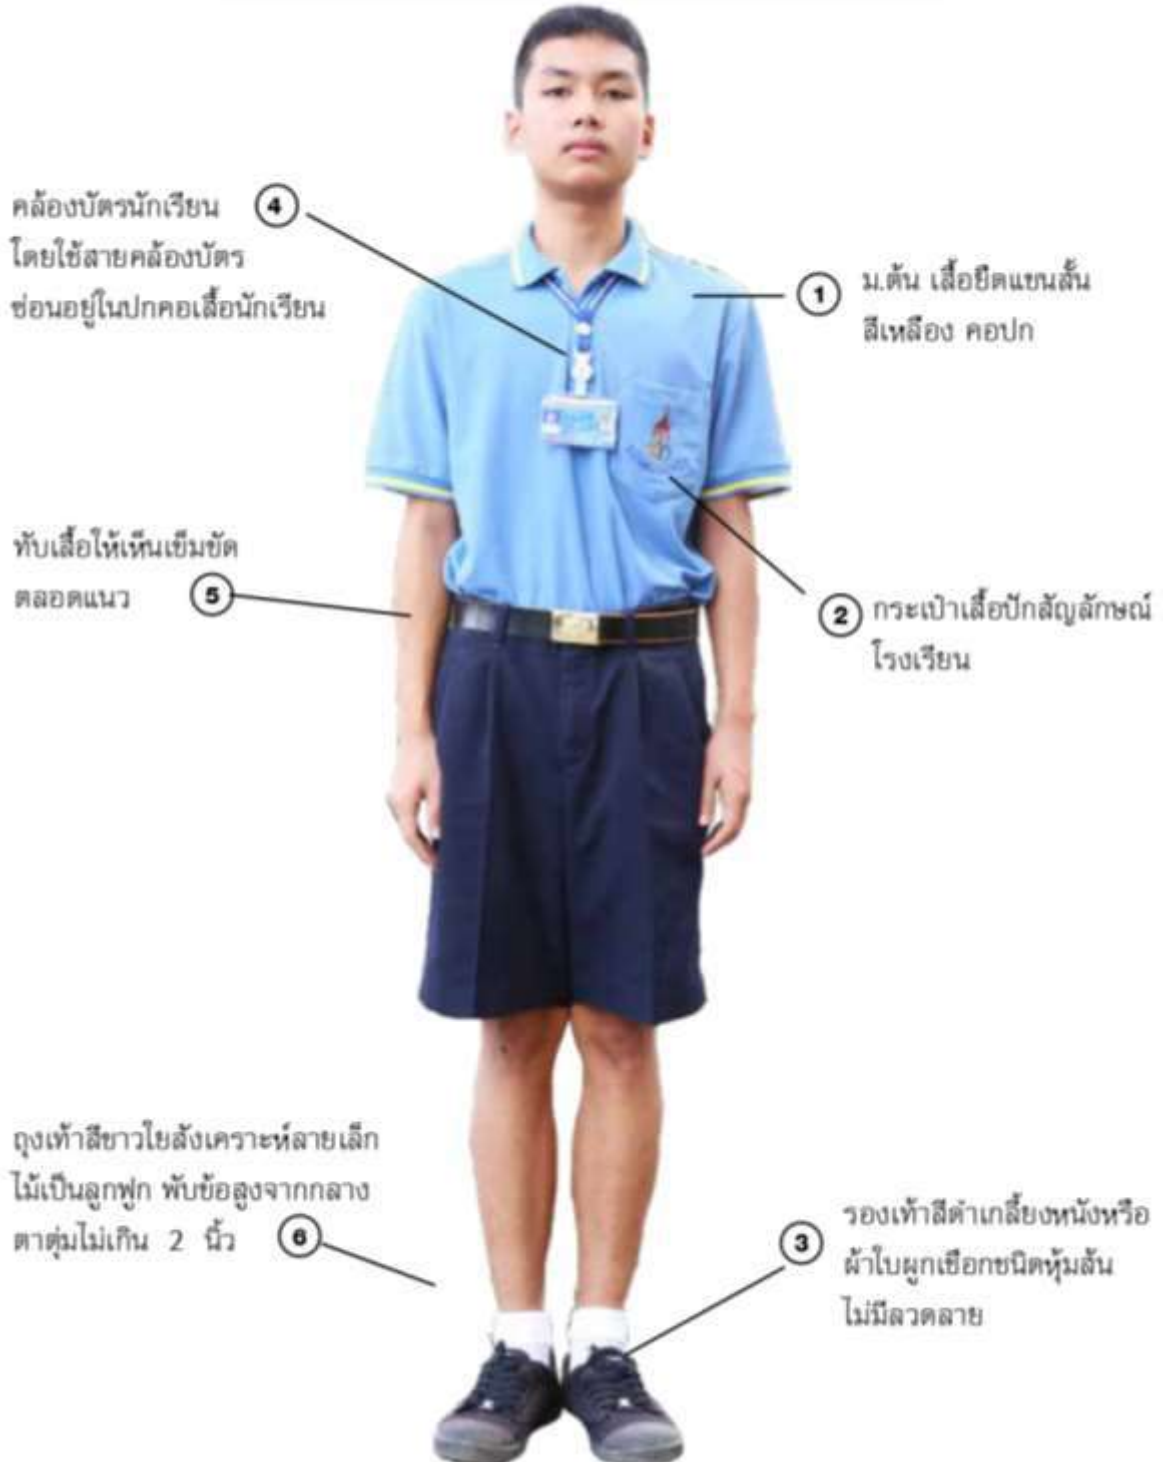 คล้องบัตรนักเรียน
โดยใช้สายคล้องบัตร
ซ่อนอยู่ในปกคอเสื้อนักเรียน
4
1
ม.ต้น เสื้อยืดแขนสั้น
สีเหลือง คอปก
ทับเสื้อให้เห็นเข็มขัด
ตลอดแนว
5
2
กระเป๋าเสื้อปักสัญลักษณ์
โรงเรียน
ถุงเท้าสีขาวใยสังเคราะห์ลายเล็ก
ไม้เป็นลูกฟูก พับข้อสูงจากกลาง
ตาตุ่มไม่เกิน 2 นิ้ว
6
3
รองเท้าสีดำเกลี้ยงหนังหรือ
ผ้าใบผูกเชือกชนิดหุ้มส้น
ไม่มีลวดลาย